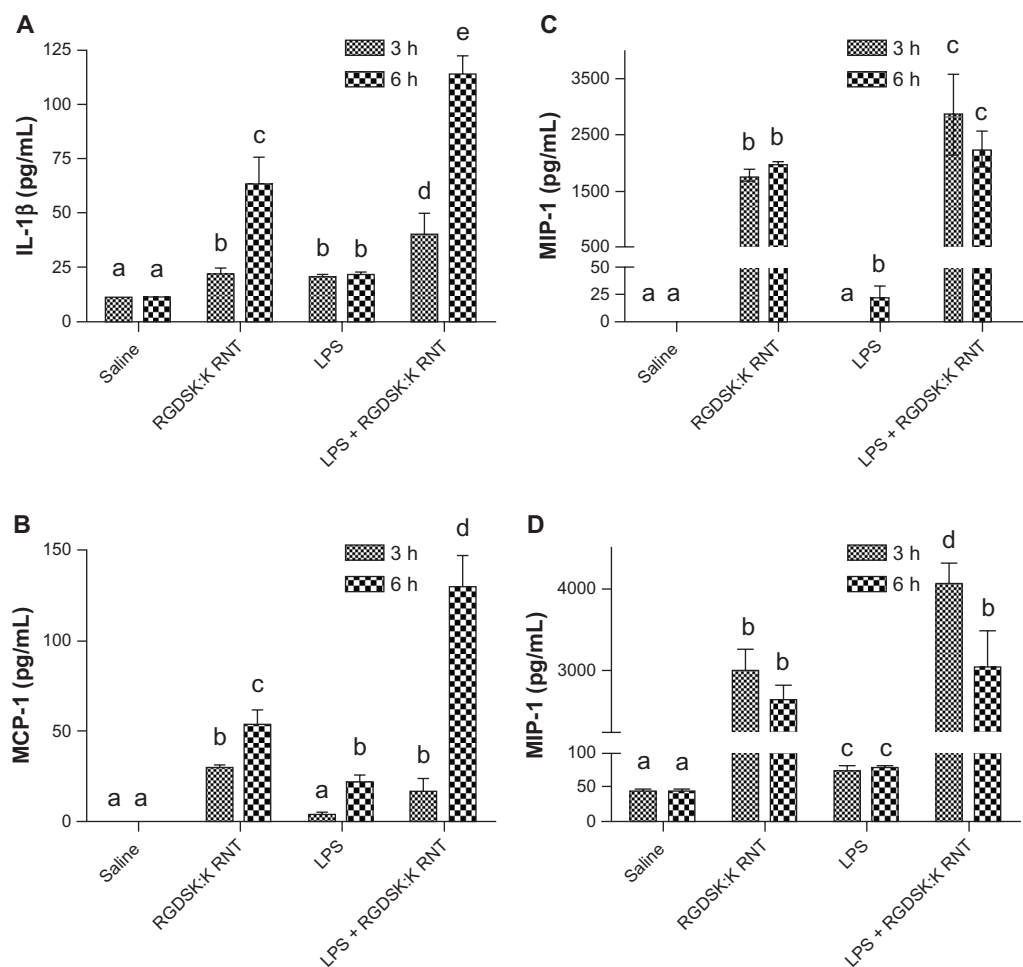 A
IL-1β (pg/mL)
125
100
75
50
25
0
3 h
6 h
a
a
b
c
b
b
d
e
Saline
RGDSK:K RNT
LPS
LPS + RGDSK:K RNT
C
MIP-1 (pg/mL)
3500
2500
1500
500
50
25
0
3 h
6 h
a
a
b
b
a
b
c
c
Saline
RGDSK:K RNT
LPS
LPS + RGDSK:K RNT
B
MCP-1 (pg/mL)
150
100
50
0
3 h
6 h
a
a
b
c
a
b
b
d
Saline
RGDSK:K RNT
LPS
LPS + RGDSK:K RNT
D
MIP-1 (pg/mL)
4000
3000
100
50
0
3 h
6 h
a
a
b
b
c
c
d
b
Saline
RGDSK:K RNT
LPS
LPS + RGDSK:K RNT